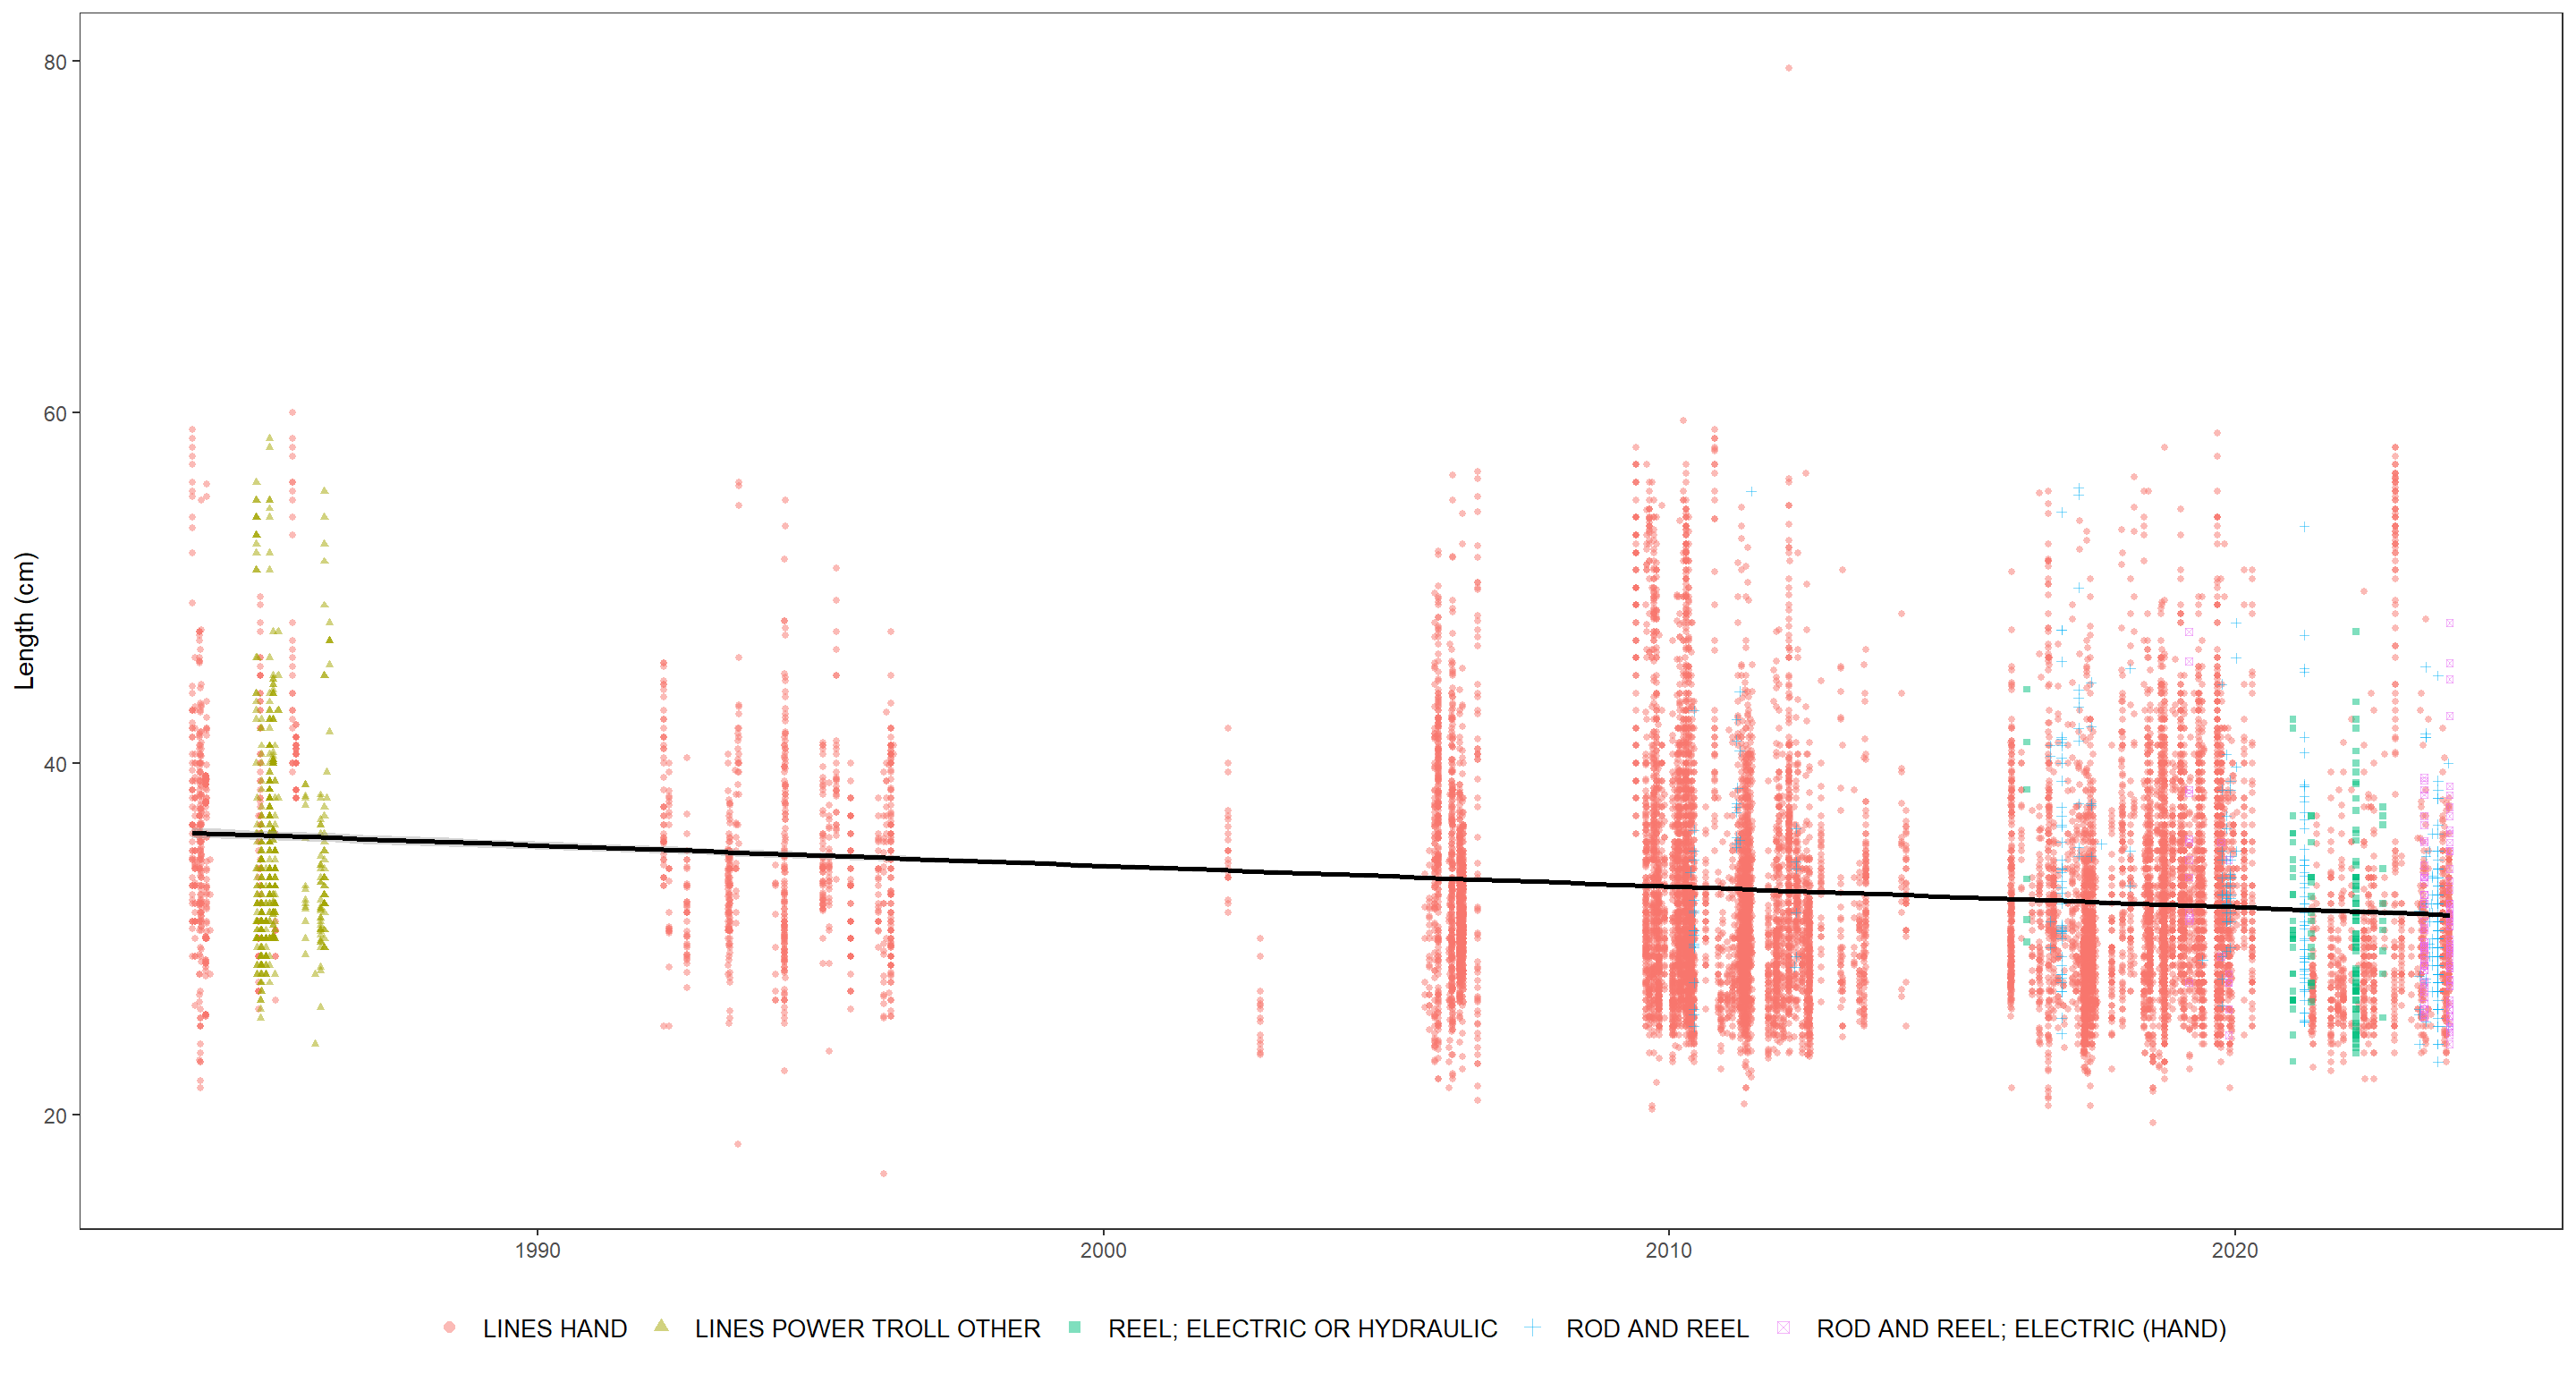 80
60
40
20
Length (cm)
1990 2000 2010 2020
LINES HAND LINES POWER TROLL OTHER REEL; ELECTRIC OR HYDRAULIC ROD AND REEL ROD AND REEL; ELECTRIC (HAND)